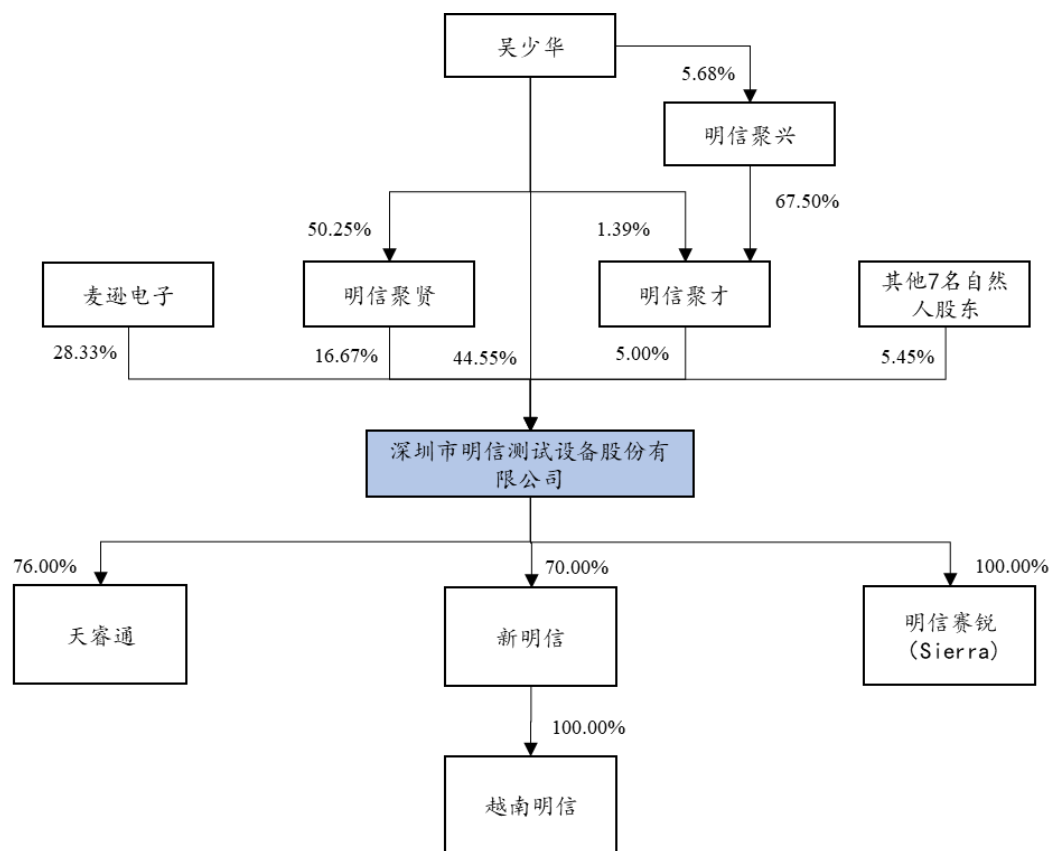 吴少华
5.68%
明信聚兴
67.50%
50.25%
1.39%
麦逊电子
明信聚贤
明信聚才
其他7名自然
人股东
28.33%
16.67%
44.55%
5.00%
5.45%
深圳市明信测试设备股份有
限公司
76.00%
70.00%
100.00%
天睿通
新明信
明信赛锐
(Sierra)
100.00%
越南明信